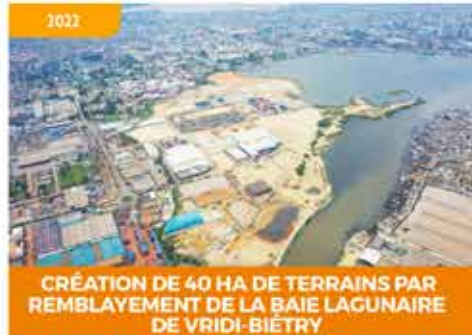 2022
CRÉATION DE 40 HA DE TERRAINS PAR
REMBLAYEMENT DE LA BAIE LAGUNAIRE
DE VRIDI-BIÉTRY